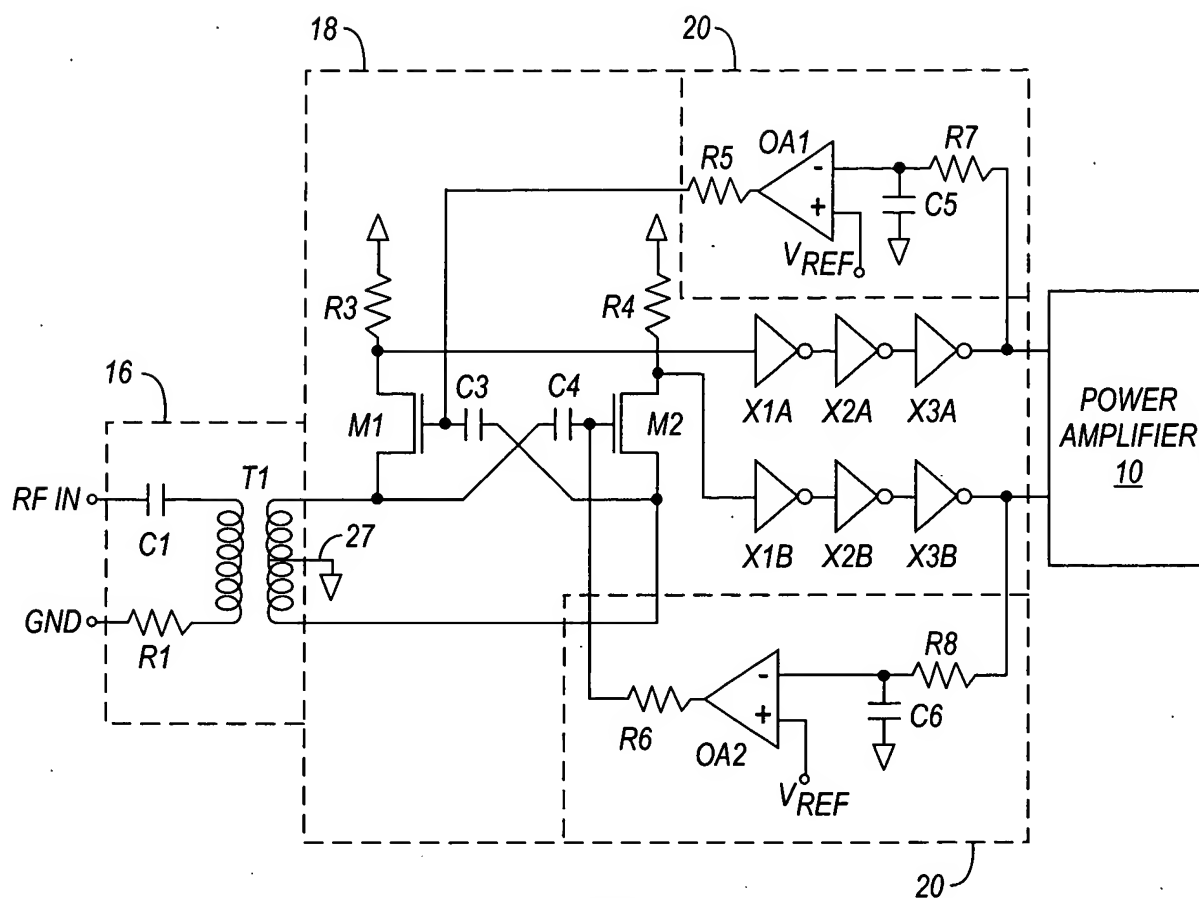 18
20
OA1
R7
R5
-
+
C5
VREF
R3
R4
16
C3
C4
M1
M2
X1A
X2A
X3A
POWER
AMPLIFIER
10
T1
RF IN
C1
27
X1B
X2B
X3B
GND
R1
R8
-
+
C6
R6
OA2
VREF
20